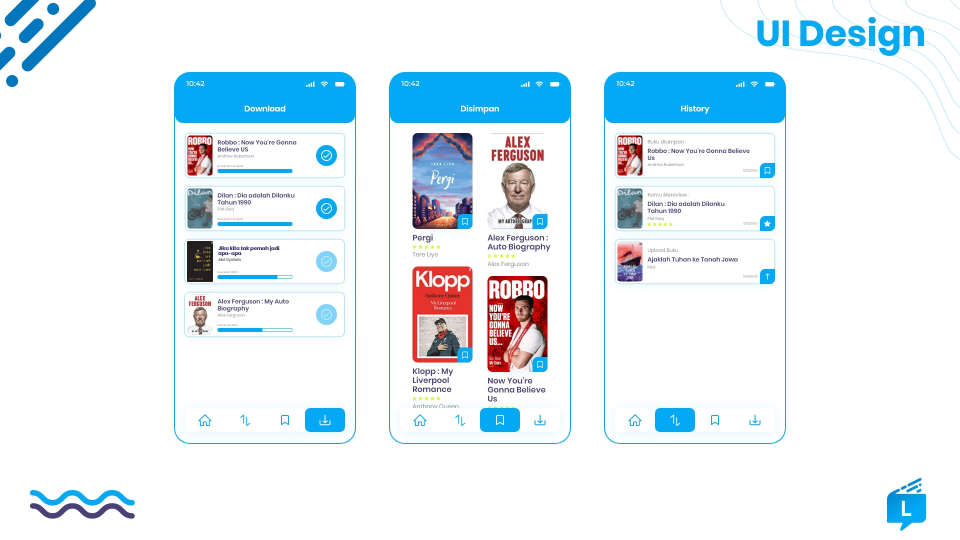 UI Design
10:42
Download
ROBBO
Robbo : Now You're Gonna
Believe US
Andrew Robertson
Dilan
Dilan : Dia adalah Dilanku
Tahun 1990
Pidi Baiq
Jika kita tak pernah jadi
apa-apa
ALEX
FERGUSON
Alex Ferguson : My Auto
Biography
Alex Ferguson
10:42
Disimpan
TERE LIYE
Pergi
Pergi
Tere Liye
ALEX
FERGUSON
MY AUTOBIOGRAPHY
Alex Ferguson :
Auto Biography
Alex Ferguson
Klopp
Anthony Quinn
My Liverpool
Romance
Klopp : My
Liverpool
Romance
Anthony Queen
ROBBO
NOW
YOU'RE
GONNA
BELIEVE
US...
Now You're
Gonna Believe
Us
10:42
History
ROBBO
Buku disimpan :
Robbo : Now You're Gonna Believe
Us
Andrew Robertson
Dilan
Kamu Mereview :
Dilan : Dia adalah Dilanku
Tahun 1990
Pidi Baiq
Upload Buku
Ajaklah Tuhan ke Tanah Jawa
L